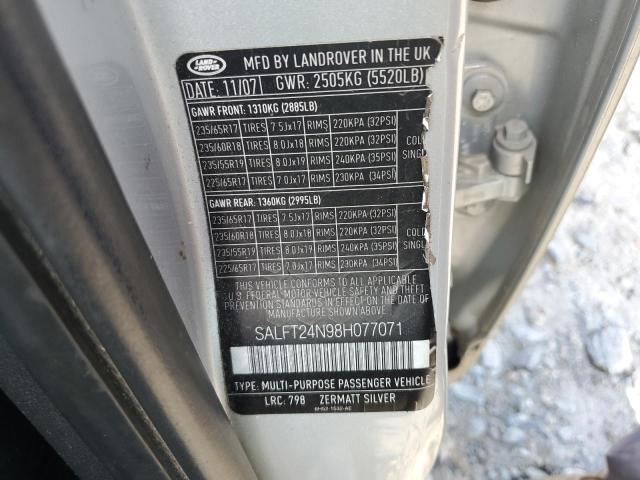 LAND ROVER
MFD BY LANDROVER IN THE UK
DATE: 11/07 GWR: 2505KG (5520LB)
GAWR FRONT: 1310KG (2885LB)
235/65R17 TIRES 7.5Jx17 RIMS 220KPA (32PSI)
235/60R18 TIRES 8.0Jx18 RIMS 220KPA (32PSI) COL
235/55R19 TIRES 8.0Jx19 RIMS 240KPA (35PSI) SINGL
225/65R17 TIRES 7.0Jx17 RIMS 230KPA (34PSI)
GAWR REAR: 1360KG (2995LB)
235/65R17 TIRES 7.5Jx17 RIMS 220KPA (32PSI)
235/60R18 TIRES 8.0Jx18 RIMS 220KPA (32PSI) COL
235/55R19 TIRES 8.0Jx19 RIMS 240KPA (35PSI) SINGL
225/65R17 TIRES 7.0Jx17 RIMS 230KPA (34PSI)
THIS VEHICLE CONFORMS TO ALL APPLICABLE
U.S. FEDERAL MOTOR VEHICLE SAFETY AND THEFT
PREVENTION STANDARDS IN EFFECT ON THE DATE OF
MANUFACTURE SHOWN ABOVE.
SALFT24N98H077071
TYPE: MULTI-PURPOSE PASSENGER VEHICLE
LRC: 798 ZERMATT SILVER